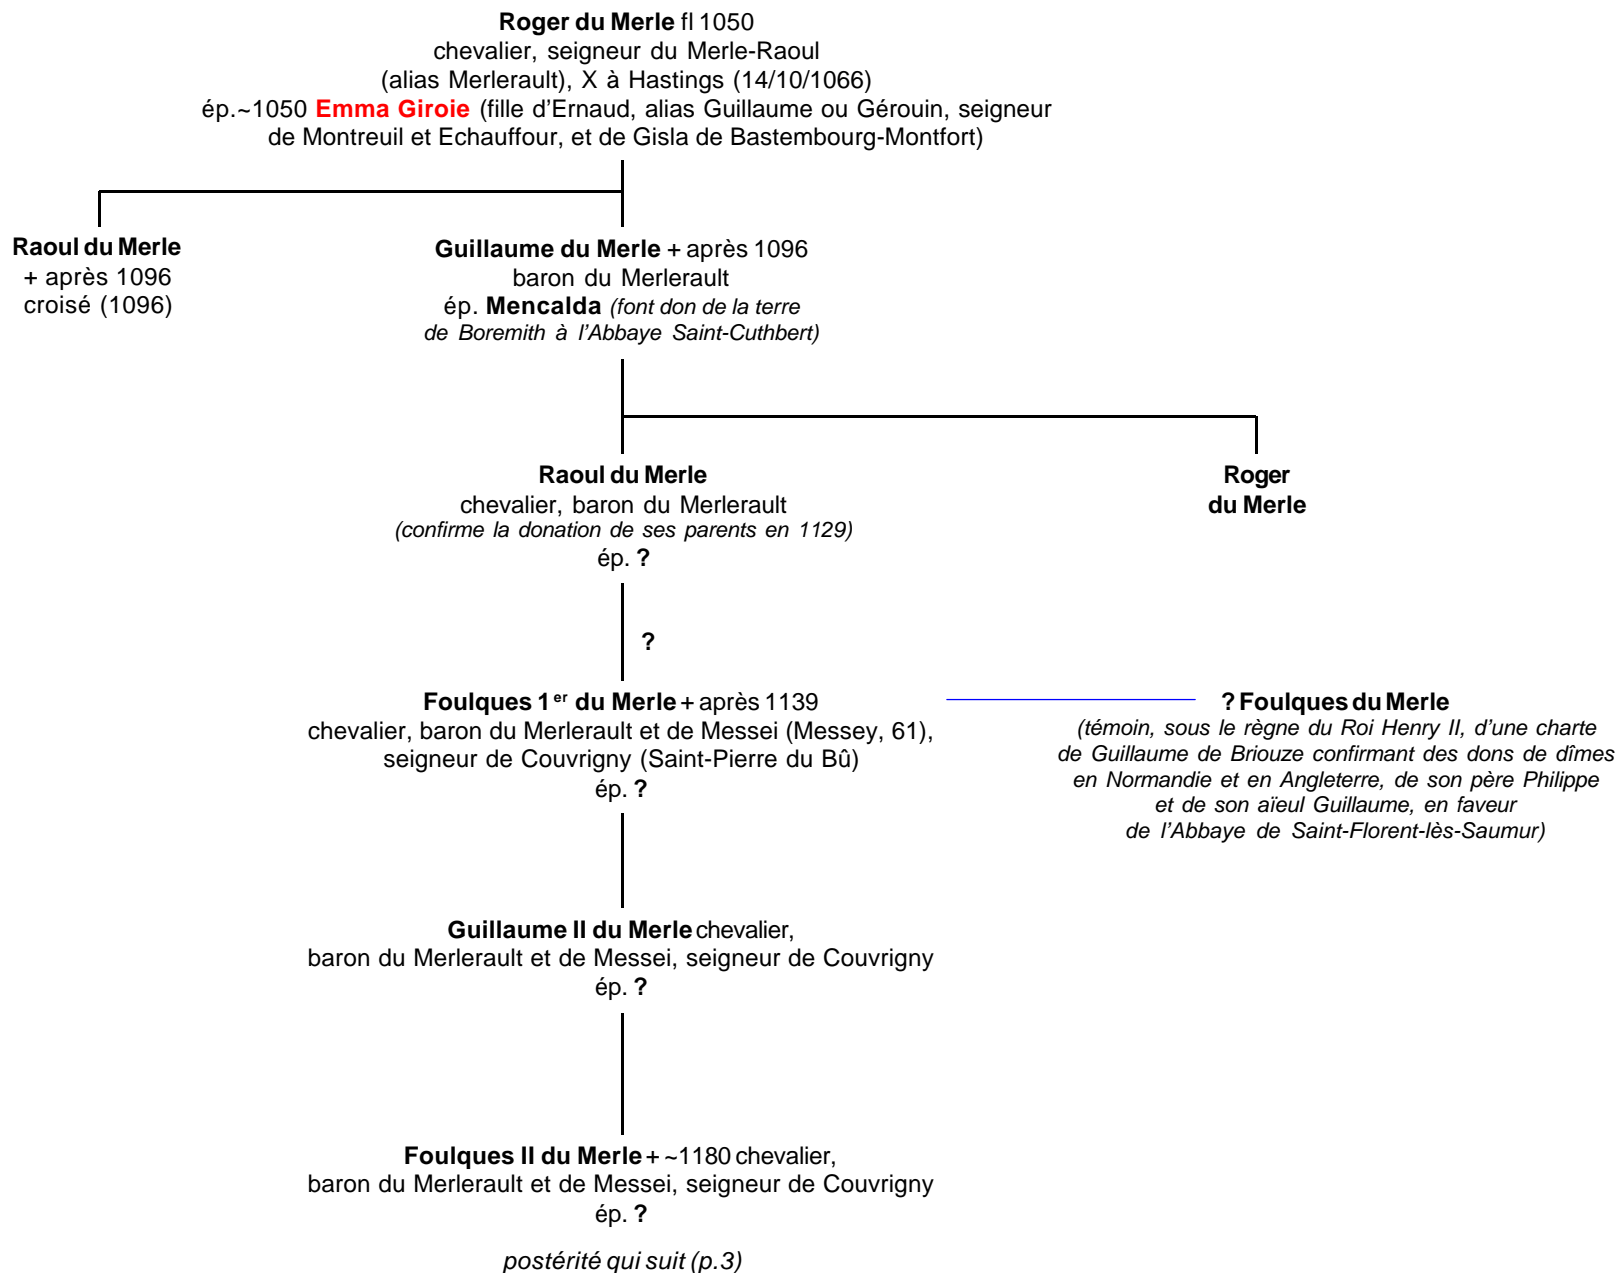 Roger du Merle fl 1050
chevalier, seigneur du Merle-Raoul
(alias Merlerault), X à Hastings (14/10/1066)
ép.~1050 Emma Giroie (fille d'Ernaud, alias Guillaume ou Gérouin, seigneur
de Montreuil et Echauffour, et de Gisla de Bastembourg-Montfort)
Raoul du Merle
+ après 1096
croisé (1096)
Guillaume du Merle + après 1096
baron du Merlerault
ép. Mencalda (font don de la terre
de Boremith à l'Abbaye Saint-Cuthbert)
Raoul du Merle
chevalier, baron du Merlerault
(confirme la donation de ses parents en 1129)
ép. ?
Roger
du Merle
?
Foulques 1er du Merle + après 1139
chevalier, baron du Merlerault et de Messei (Messey, 61),
seigneur de Couvrigny (Saint-Pierre du Bû)
ép. ?
? Foulques du Merle
(témoin, sous le règne du Roi Henry II, d'une charte
de Guillaume de Briouze confirmant des dons de dîmes
en Normandie et en Angleterre, de son père Philippe
et de son aïeul Guillaume, en faveur
de l'Abbaye de Saint-Florent-lès-Saumur)
Guillaume II du Merle chevalier,
baron du Merlerault et de Messei, seigneur de Couvrigny
ép. ?
Foulques II du Merle + ~1180 chevalier,
baron du Merlerault et de Messei, seigneur de Couvrigny
ép. ?
postérité qui suit (p.3)